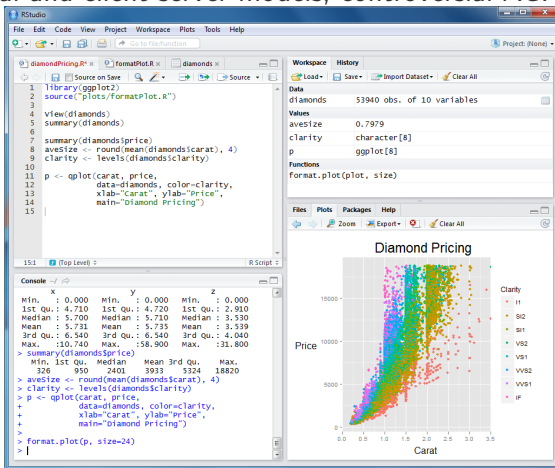 RStudio
File Edit Code View Project Workspace Plots Tools Help
Go to file/function
Project: (None)
diamondPricing.R* formatPlot.R diamonds
Source on Save Source
1 library(ggplot2)
2 source("plots/formatPlot.R")
3
4 view(diamonds)
5 summary(diamonds)
6
7 summary(diamonds$price)
8 aveSize <- round(mean(diamonds$carat), 4)
9 clarity <- levels(diamonds$clarity)
10
11 p <- qplot(carat, price,
12 data=diamonds, color=clarity,
13 xlab="Carat", ylab="Price",
14 main="Diamond Pricing")
15
15:1 (Top Level) R Script
Console ~/
x y z
Min. : 0.000 Min. : 0.000 Min. : 0.000
1st Qu.: 4.710 1st Qu.: 4.720 1st Qu.: 2.910
Median : 5.700 Median : 5.710 Median : 3.530
Mean : 5.731 Mean : 5.735 Mean : 3.539
3rd Qu.: 6.540 3rd Qu.: 6.540 3rd Qu.: 4.040
Max. :10.740 Max. :58.900 Max. :31.800
> summary(diamonds$price)
Min. 1st Qu. Median Mean 3rd Qu. Max.
326 950 2401 3933 5324 18820
> aveSize <- round(mean(diamonds$carat), 4)
> clarity <- levels(diamonds$clarity)
> p <- qplot(carat, price,
+ data=diamonds, color=clarity,
+ xlab="Carat", ylab="Price",
+ main="Diamond Pricing")
>
> format.plot(p, size=24)
>
Workspace History
Load Save Import Dataset Clear All
Data
diamonds 53940 obs. of 10 variables
Values
aveSize 0.7979
clarity character[8]
p ggplot[8]
Functions
format.plot(plot, size)
Files Plots Packages Help
Zoom Export Clear All
Diamond Pricing
Price
15000
10000
5000
0
0.0 0.5 1.0 1.5 2.0 2.5 3.0 3.5
Carat
Clarity
I1
SI2
SI1
VS2
VS1
VVS2
VVS1
IF